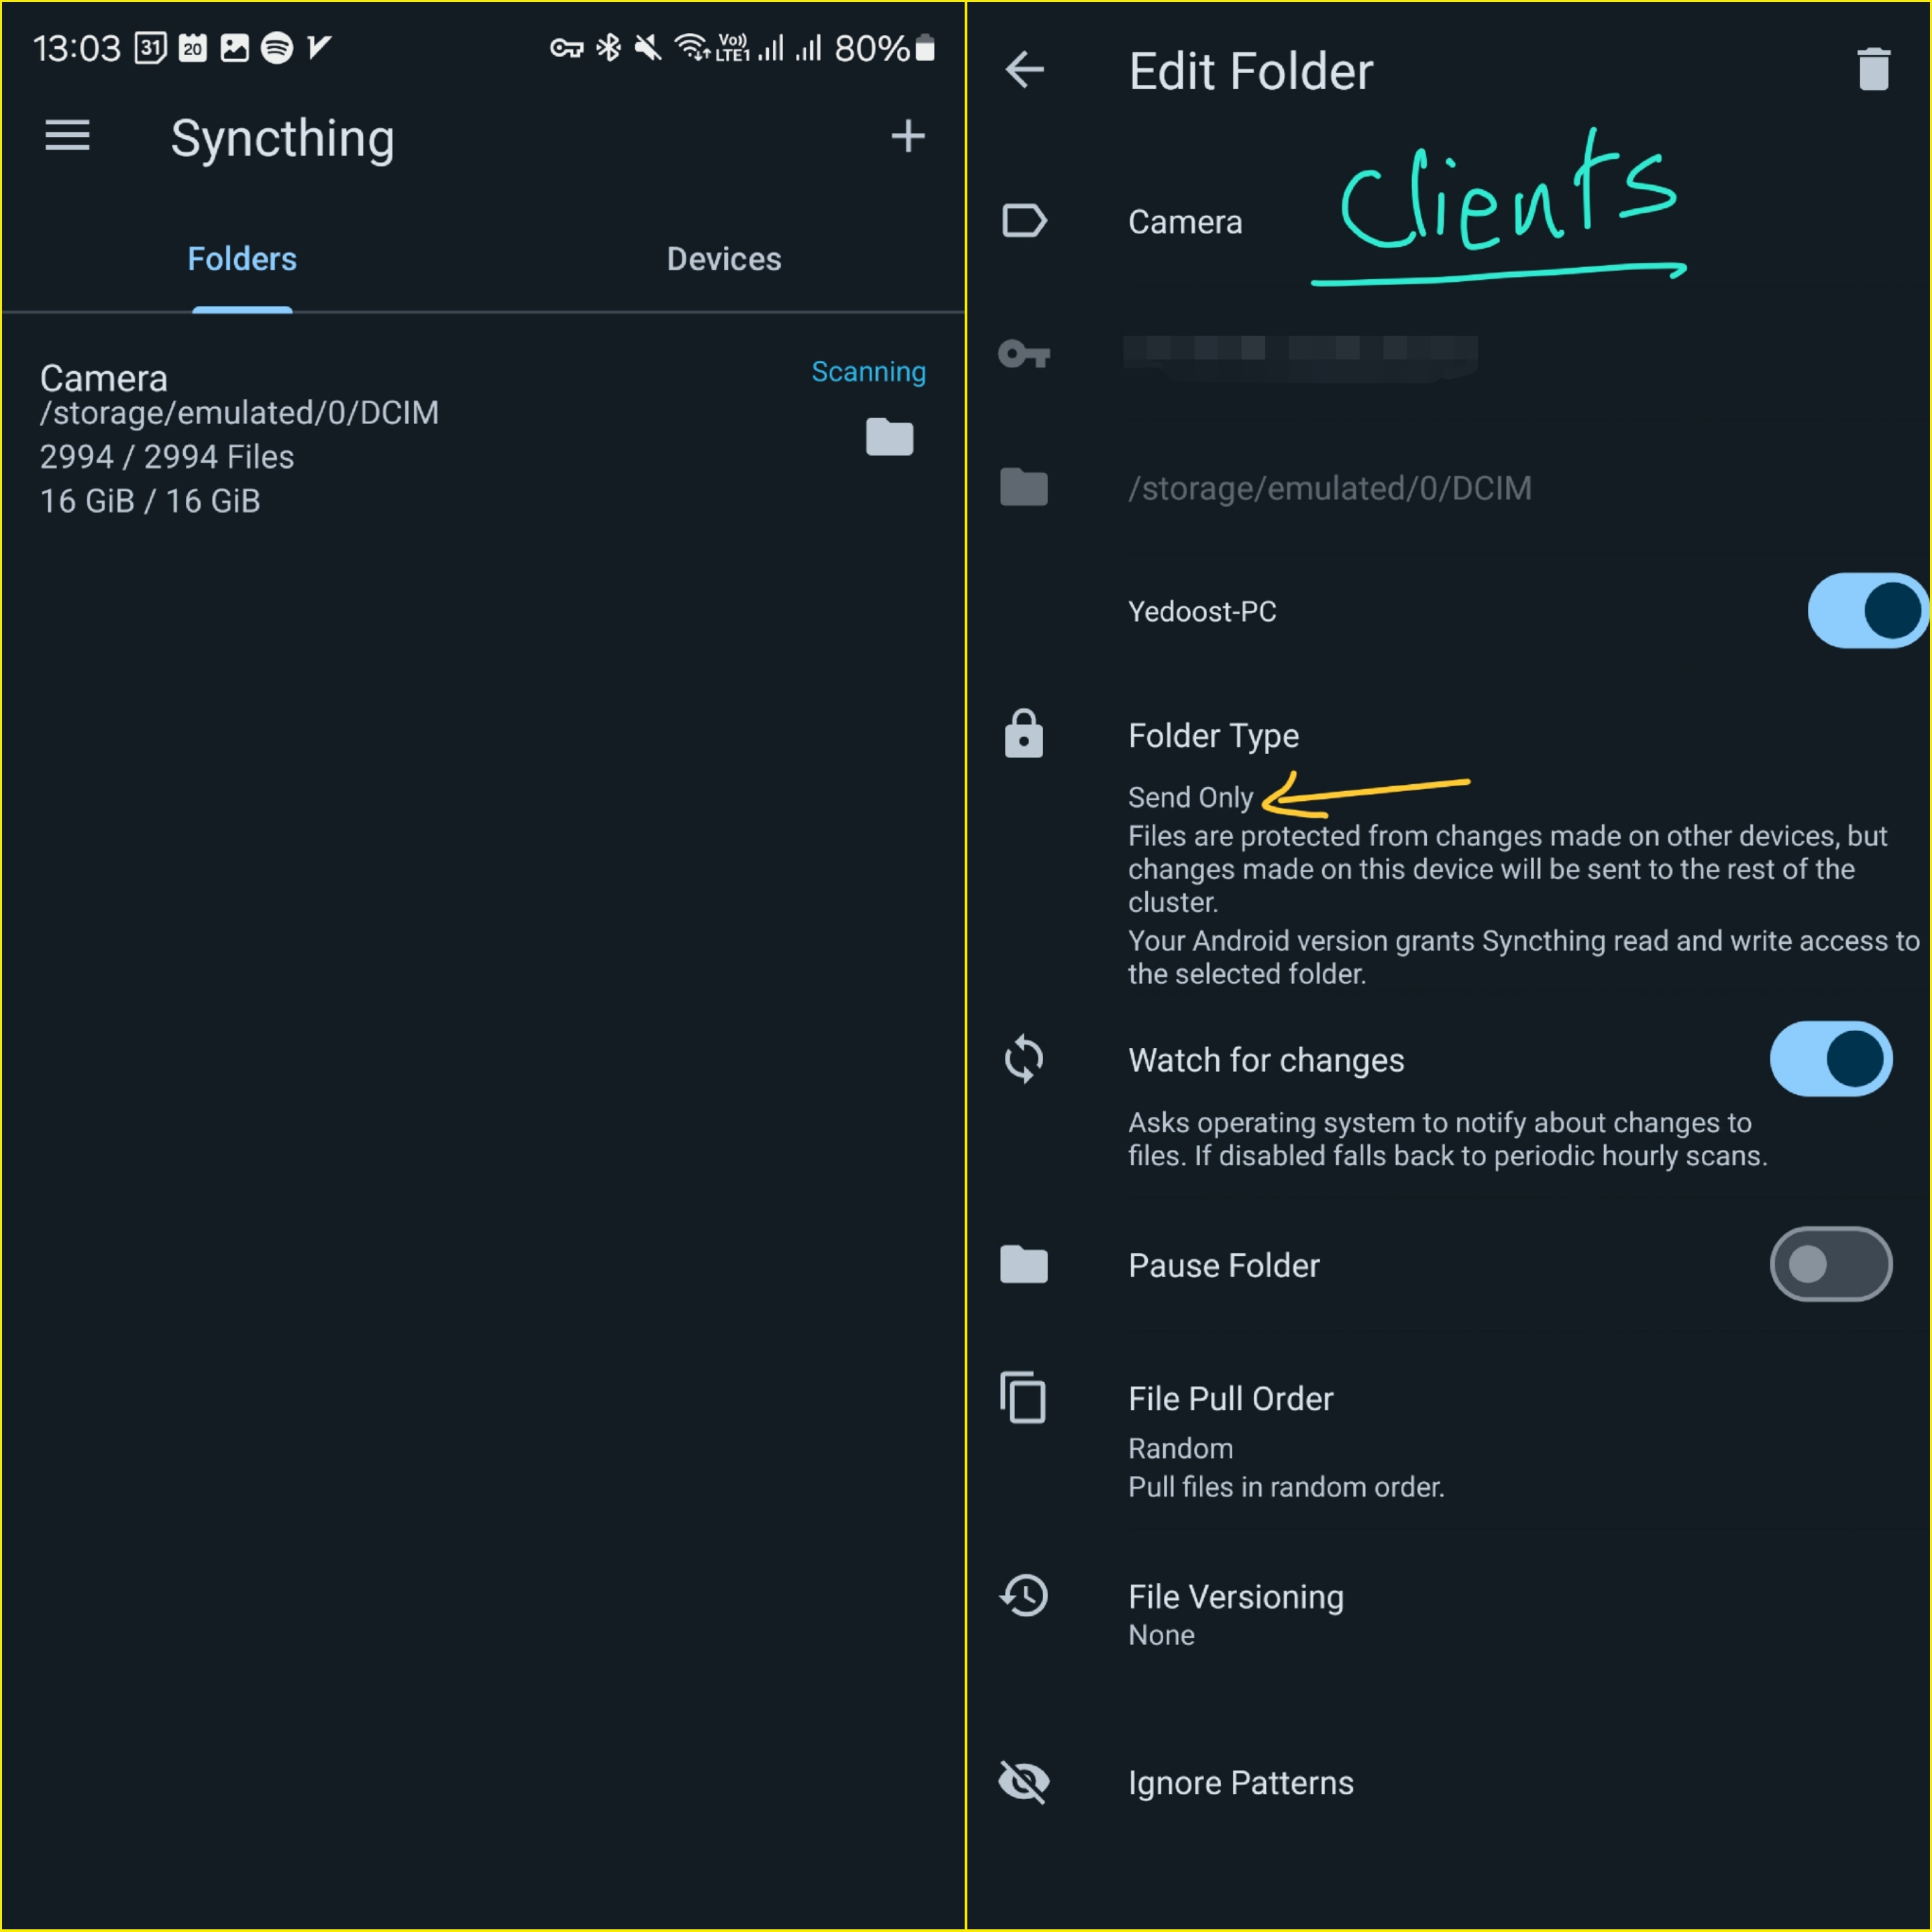 13:03 31 20 Vo)) LTE1 80%
Syncthing
Folders Devices
Camera
Scanning
/storage/emulated/0/DCIM
2994 / 2994 Files
16 GiB / 16 GiB
Edit Folder
Clients
Camera
/storage/emulated/0/DCIM
Yedoost-PC
Folder Type
Send Only
Files are protected from changes made on other devices, but
changes made on this device will be sent to the rest of the
cluster.
Your Android version grants Syncthing read and write access to
the selected folder.
Watch for changes
Asks operating system to notify about changes to
files. If disabled falls back to periodic hourly scans.
Pause Folder
File Pull Order
Random
Pull files in random order.
File Versioning
None
Ignore Patterns